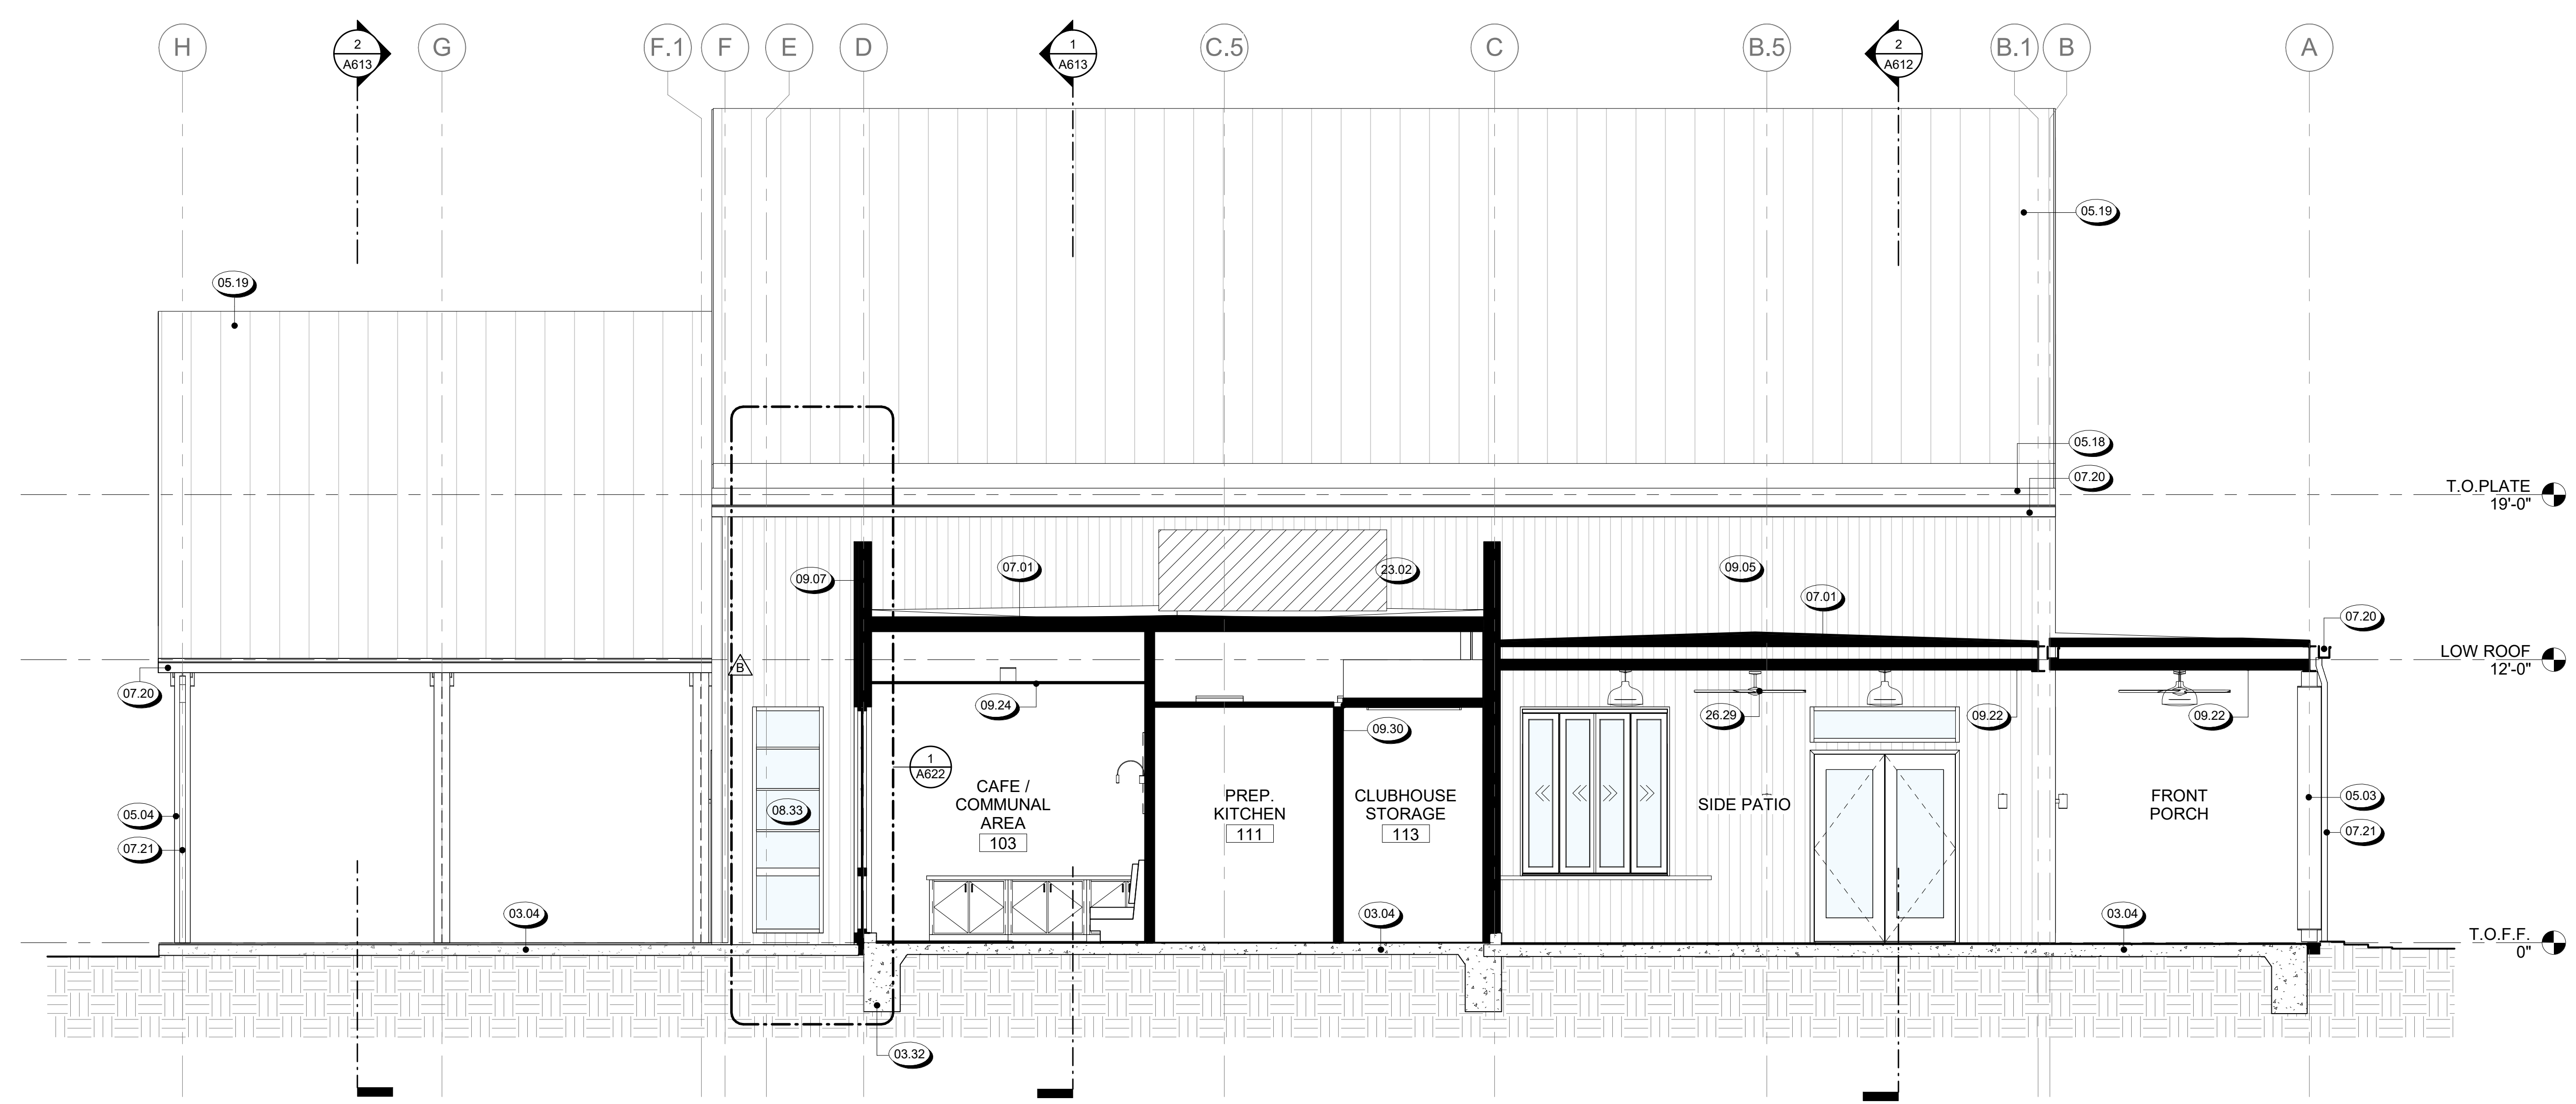 H
2
A613
G
F.1
F
E
D
1
A613
C.5
C
B.5
2
A612
B.1
B
A
05.19
05.19
05.18
07.20
T.O.PLATE
19'-0"
09.07
07.01
23.02
09.05
07.01
07.20
LOW ROOF
12'-0"
B
07.20
09.24
09.30
26.29
09.22
09.22
1
A622
CAFE /
COMMUNAL
AREA
103
PREP.
KITCHEN
111
CLUBHOUSE
STORAGE
113
SIDE PATIO
FRONT
PORCH
05.04
08.33
05.03
07.21
07.21
03.04
03.04
03.04
T.O.F.F.
0"
03.32